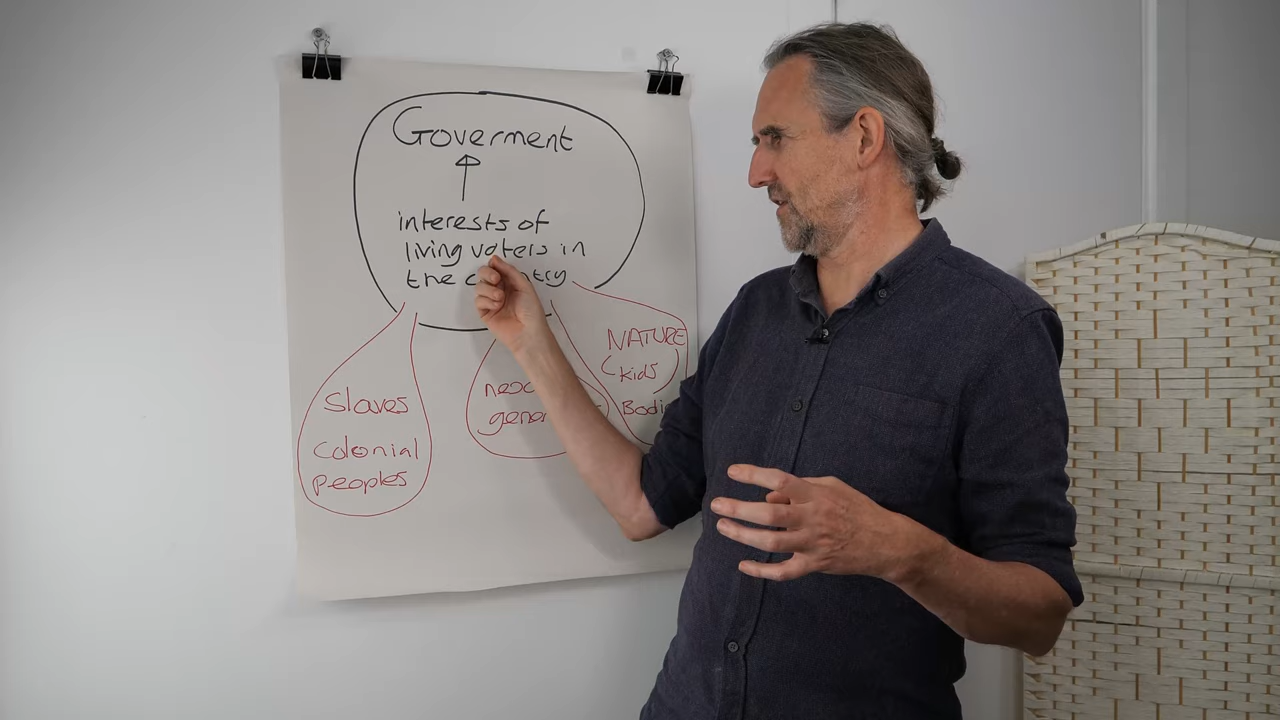 Goverment
interests of
living voters in
the
Slaves
colonial
peoples
NATURE
Kids